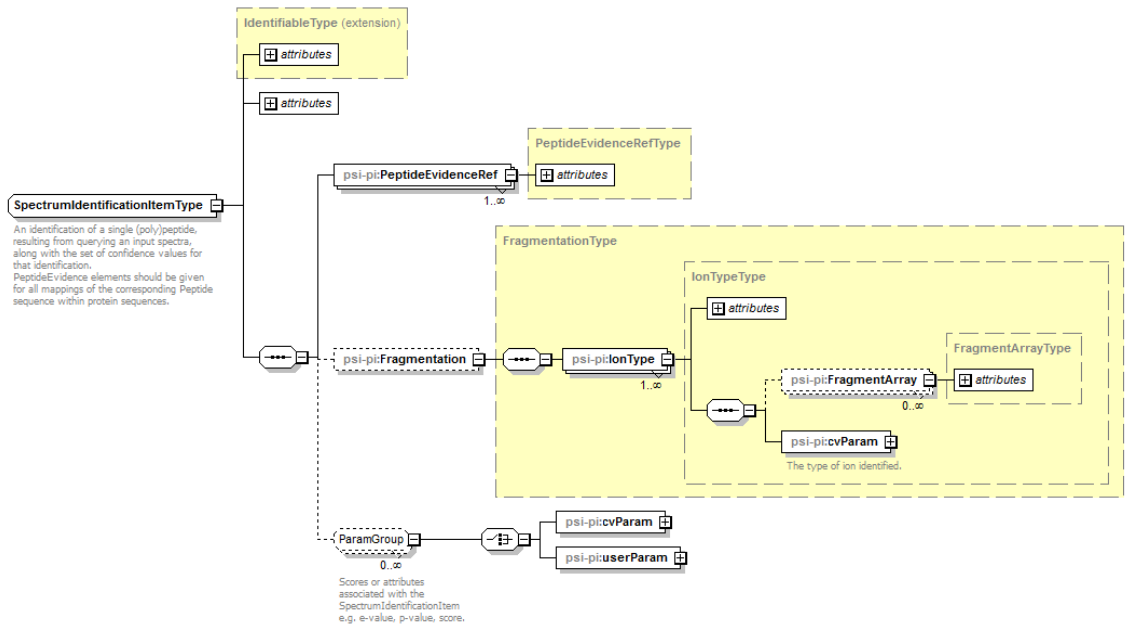 IdentifiableType (extension)
attributes
attributes
PeptideEvidenceRefType
psi-pi:PeptideEvidenceRef
attributes
1..∞
SpectrumIdentificationItemType
An identification of a single (poly)peptide,
resulting from querying an input spectra,
along with the set of confidence values for
that identification.
PeptideEvidence elements should be given
for all mappings of the corresponding Peptide
sequence within protein sequences.
FragmentationType
IonTypeType
attributes
psi-pi:Fragmentation
psi-pi:IonType
1..∞
FragmentArrayType
psi-pi:FragmentArray
attributes
0..∞
psi-pi:cvParam
The type of ion identified.
ParamGroup
0..∞
Scores or attributes
associated with the
SpectrumIdentificationItem
e.g. e-value, p-value, score.
psi-pi:cvParam
psi-pi:userParam